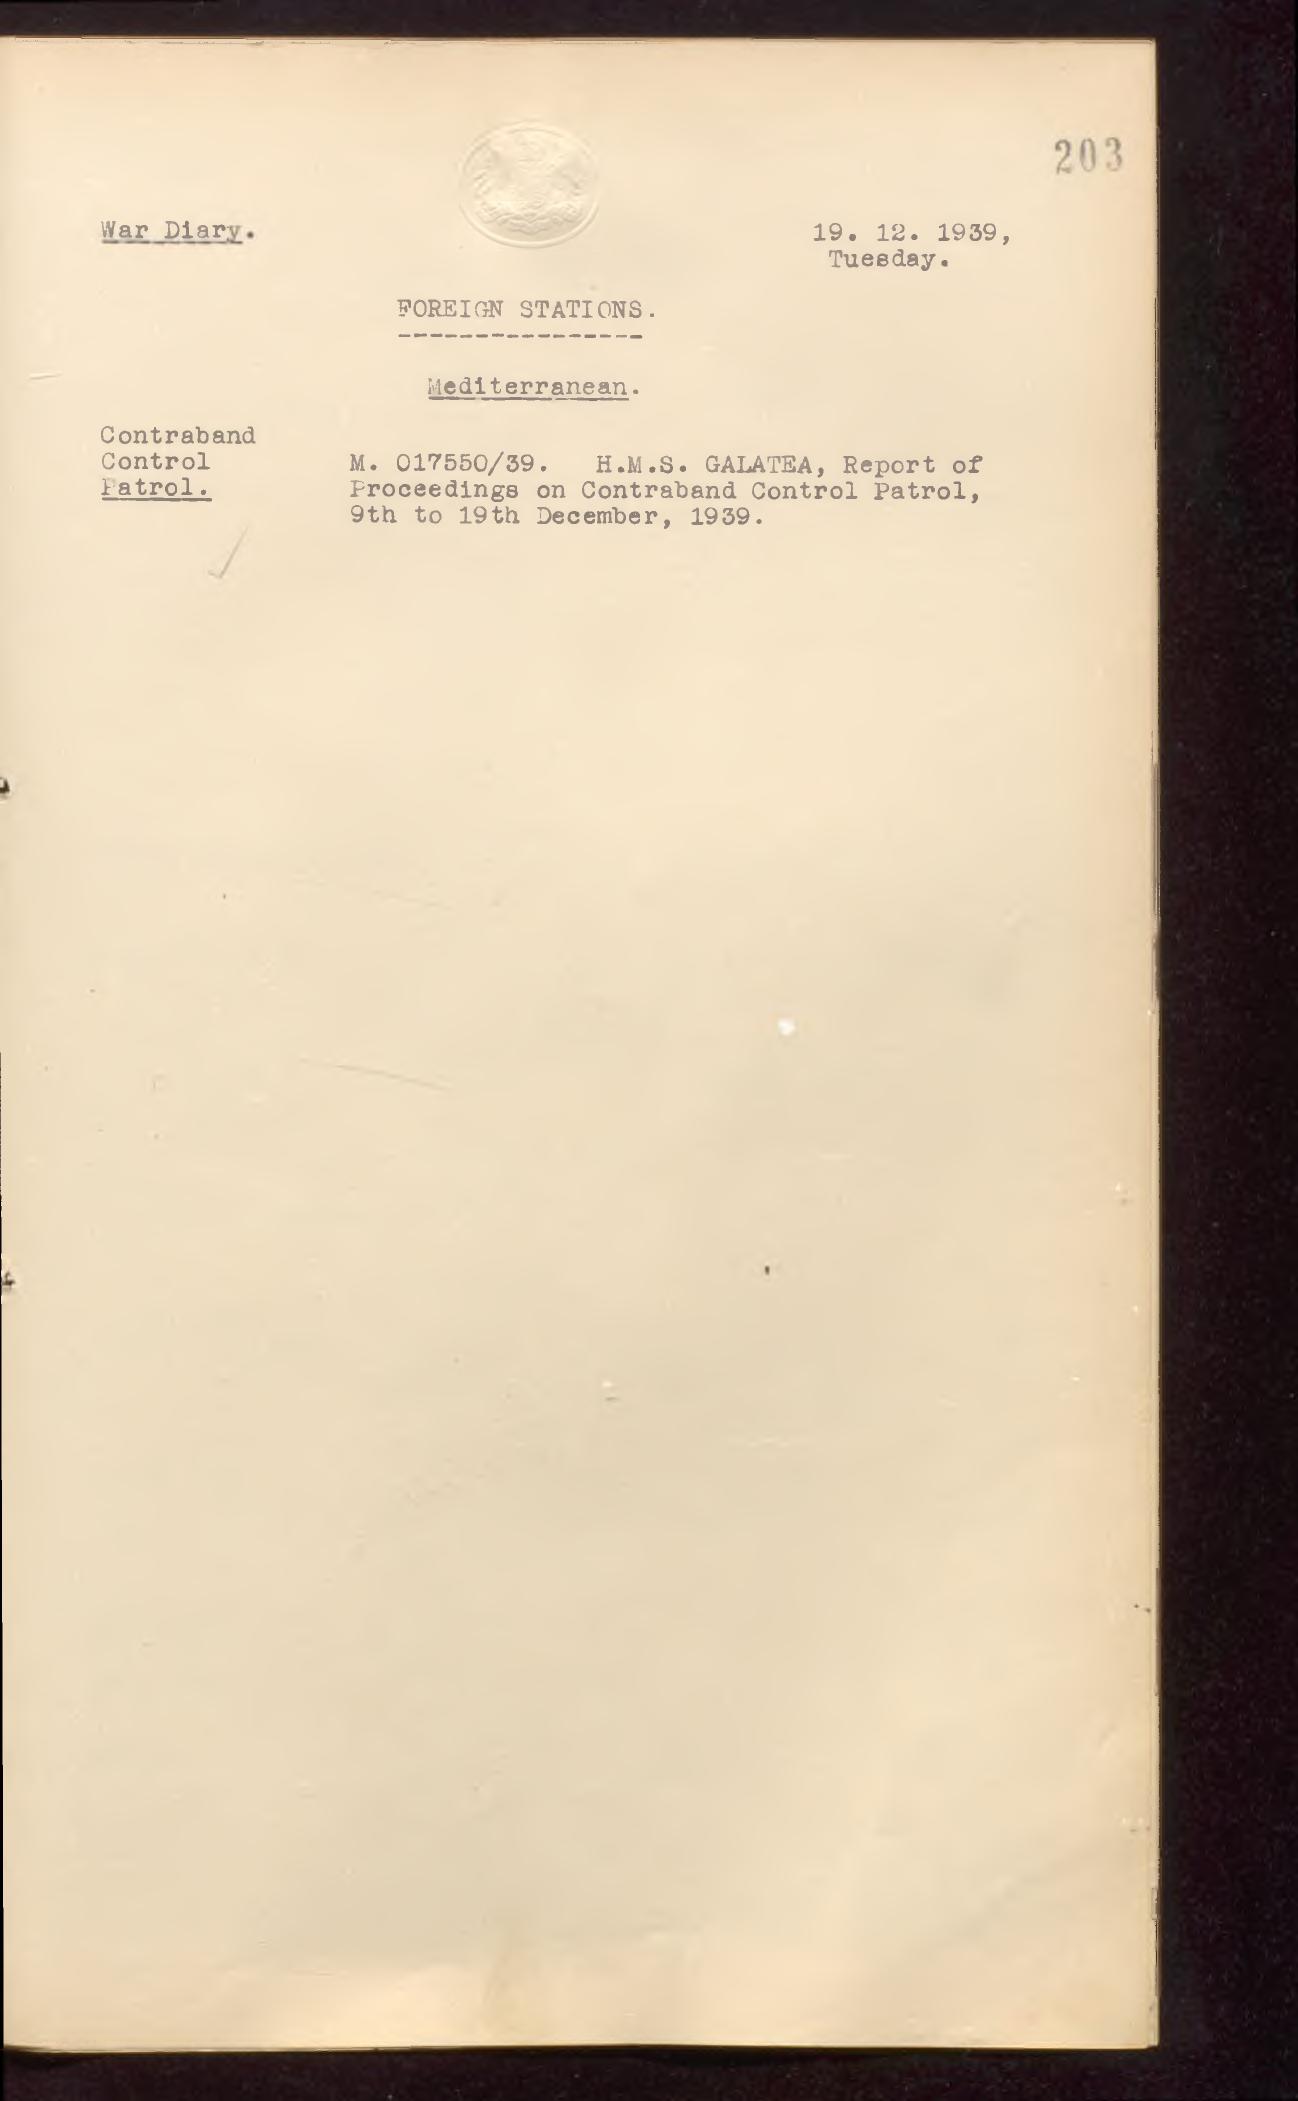 203
War Diary.
19. 12. 1939,
Tuesday.
FOREIGN STATIONS.
-----------------
Mediterranean.
Contraband
Control
Patrol.
M. 017550/39. H.M.S. GALATEA, Report of
Proceedings on Contraband Control Patrol,
9th to 19th December, 1939.